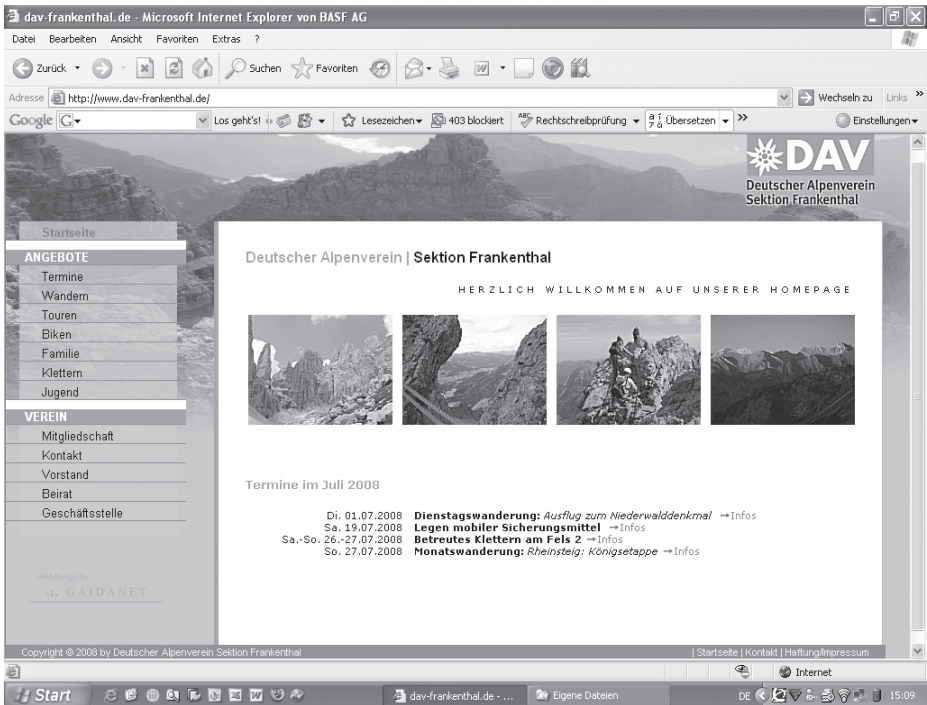 dav-frankenthal.de - Microsoft Internet Explorer von BASF AG
Datei Bearbeiten Ansicht Favoriten Extras ?
Zurück Suchen Favoriten
Adresse http://www.dav-frankenthal.de/ Wechseln zu Links »
Google G Los geht's! Lesezeichen 403 blockiert Rechtschreibprüfung Übersetzen » Einstellungen
DAV
Deutscher Alpenverein
Sektion Frankenthal
Startseite
ANGEBOTE
Termine
Wandern
Touren
Biken
Familie
Klettern
Jugend
VEREIN
Mitgliedschaft
Kontakt
Vorstand
Beirat
Geschäftsstelle
Webdesign by
.:. GAIDANET
Deutscher Alpenverein | Sektion Frankenthal
HERZLICH WILLKOMMEN AUF UNSERER HOMEPAGE
Termine im Juli 2008
Di. 01.07.2008 Dienstagswanderung: Ausflug zum Niederwalddenkmal →Infos
Sa. 19.07.2008 Legen mobiler Sicherungsmittel →Infos
Sa.-So. 26.-27.07.2008 Betreutes Klettern am Fels 2 →Infos
So. 27.07.2008 Monatswanderung: Rheinsteig: Königsetappe →Infos
Copyright © 2008 by Deutscher Alpenverein Sektion Frankenthal | Startseite | Kontakt | Haftung/Impressum
Internet
Start dav-frankenthal.de - ... Eigene Dateien DE 15:09